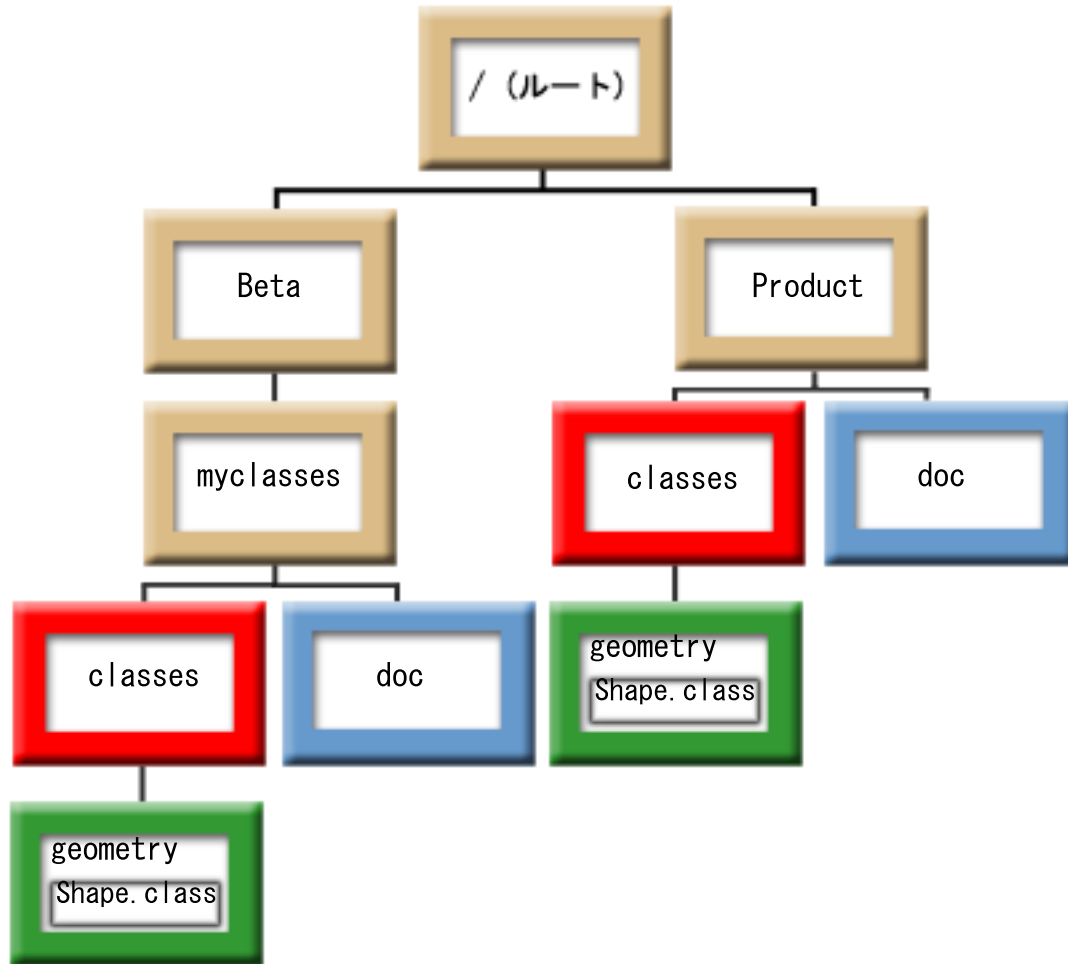 /（ルート）
Beta
Product
myclasses
classes
doc
classes
doc
geometry
Shape.class
geometry
Shape.class